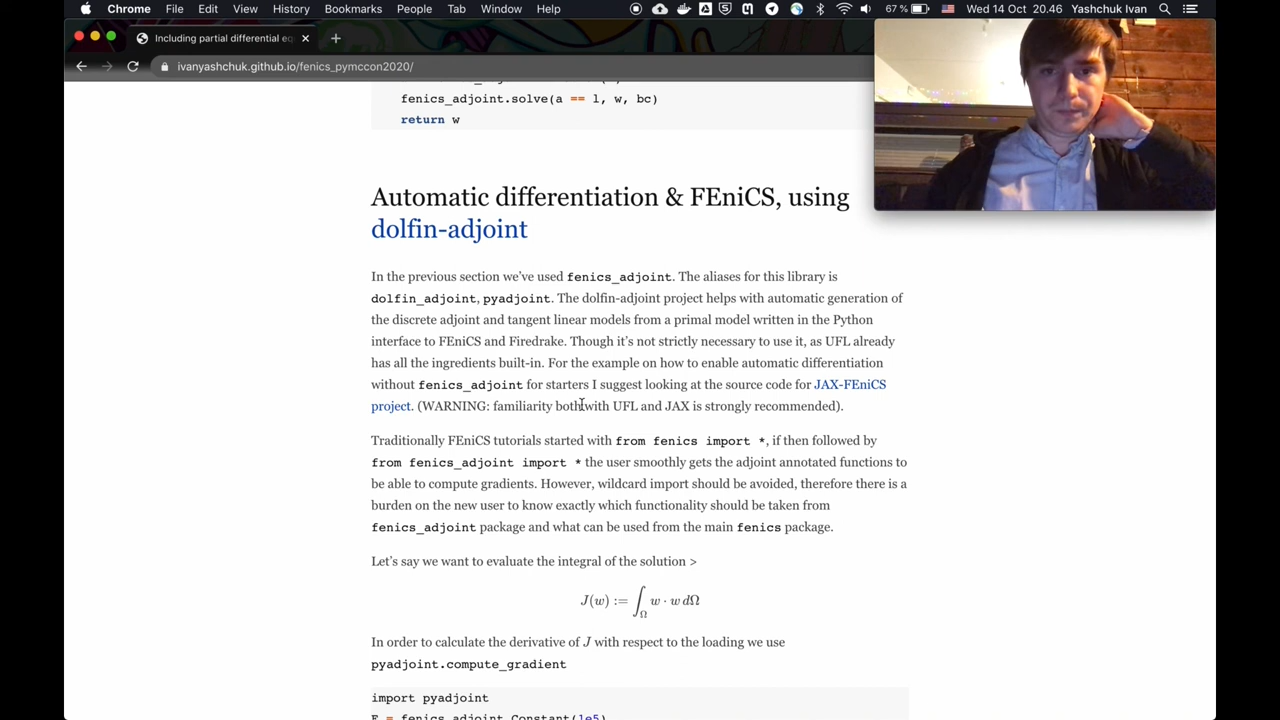 Chrome File Edit View History Bookmarks People Tab Window Help 67% Wed 14 Oct 20.46 Yashchuk Ivan
Including partial differential eq
ivanyashchuk.github.io/fenics_pymccon2020/
fenics_adjoint.solve(a == l, w, bc)
return w
Automatic differentiation & FEniCS, using
dolfin-adjoint
In the previous section we've used fenics_adjoint. The aliases for this library is
dolfin_adjoint, pyadjoint. The dolfin-adjoint project helps with automatic generation of
the discrete adjoint and tangent linear models from a primal model written in the Python
interface to FEniCS and Firedrake. Though it's not strictly necessary to use it, as UFL already
has all the ingredients built-in. For the example on how to enable automatic differentiation
without fenics_adjoint for starters I suggest looking at the source code for JAX-FEniCS
project. (WARNING: familiarity both with UFL and JAX is strongly recommended).
Traditionally FEniCS tutorials started with from fenics import *, if then followed by
from fenics_adjoint import * the user smoothly gets the adjoint annotated functions to
be able to compute gradients. However, wildcard import should be avoided, therefore there is a
burden on the new user to know exactly which functionality should be taken from
fenics_adjoint package and what can be used from the main fenics package.
Let's say we want to evaluate the integral of the solution >
J(w) := ∫_Ω w · w dΩ
In order to calculate the derivative of J with respect to the loading we use
pyadjoint.compute_gradient
import pyadjoint
E = fenics_adjoint.Constant(1e5)